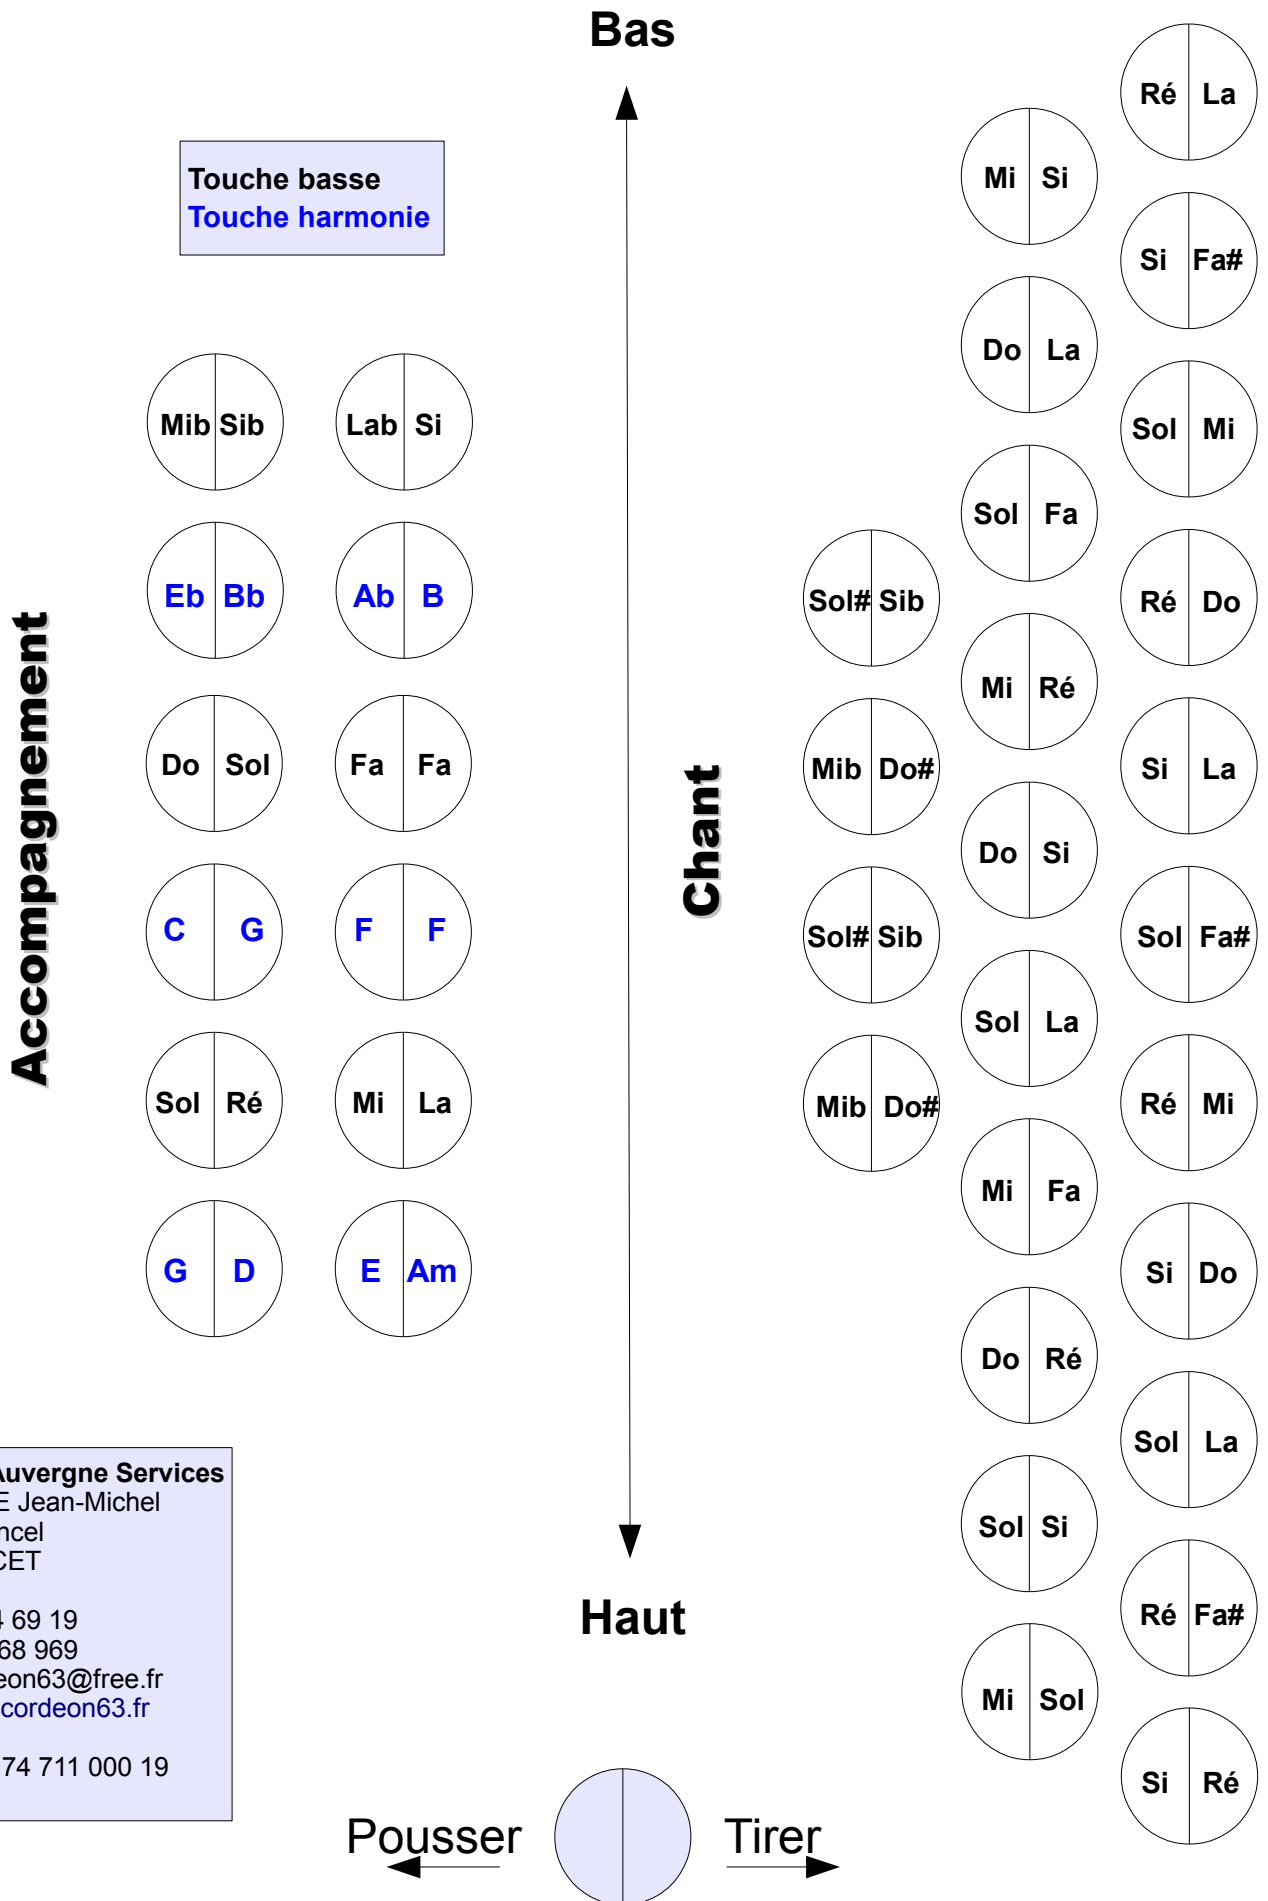 Bas
Touche basse
Touche harmonie
Accompagnement
Mib Sib
Lab Si
Eb Bb
Ab B
Do Sol
Fa Fa
C G
F F
Sol Ré
Mi La
G D
E Am
Chant
Sol# Sib
Mib Do#
Sol# Sib
Mib Do#
Mi Si
Do La
Sol Fa
Mi Ré
Do Si
Sol La
Mi Fa
Do Ré
Sol Si
Mi Sol
Ré La
Si Fa#
Sol Mi
Ré Do
Si La
Sol Fa#
Ré Mi
Si Do
Sol La
Ré Fa#
Si Ré
Haut
Auvergne Services
E Jean-Michel
ncel
CET
4 69 19
68 969
eon63@free.fr
cordeon63.fr
74 711 000 19
Pousser
Tirer